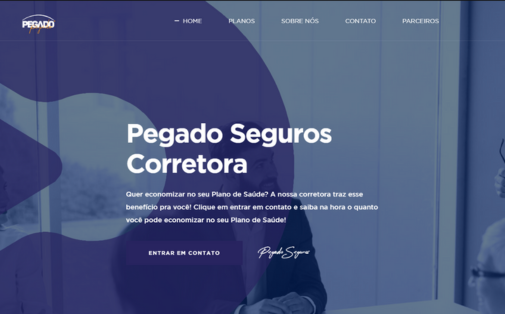 PEGADO
HOME PLANOS SOBRE NÓS CONTATO PARCEIROS
Pegado Seguros
Corretora
Quer economizar no seu Plano de Saúde? A nossa corretora traz esse
benefício pra você! Clique em entrar em contato e saiba na hora o quanto
você pode economizar no seu Plano de Saúde!
ENTRAR EM CONTATO Pegado Seguros